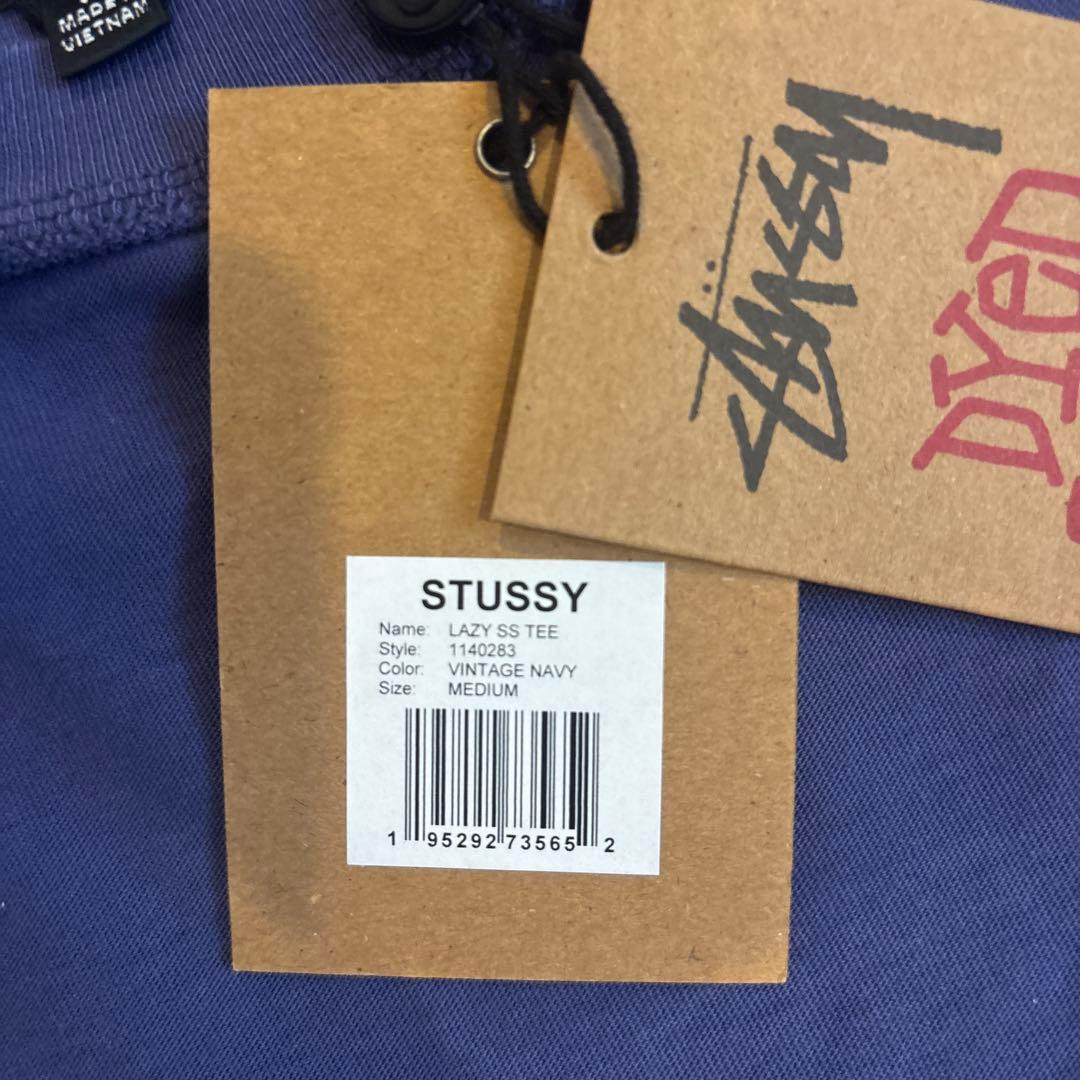 MADE
VIETNAM
Stüssy
DYED
STUSSY
Name: LAZY SS TEE
Style: 1140283
Color: VINTAGE NAVY
Size: MEDIUM
1 95292 73565 2